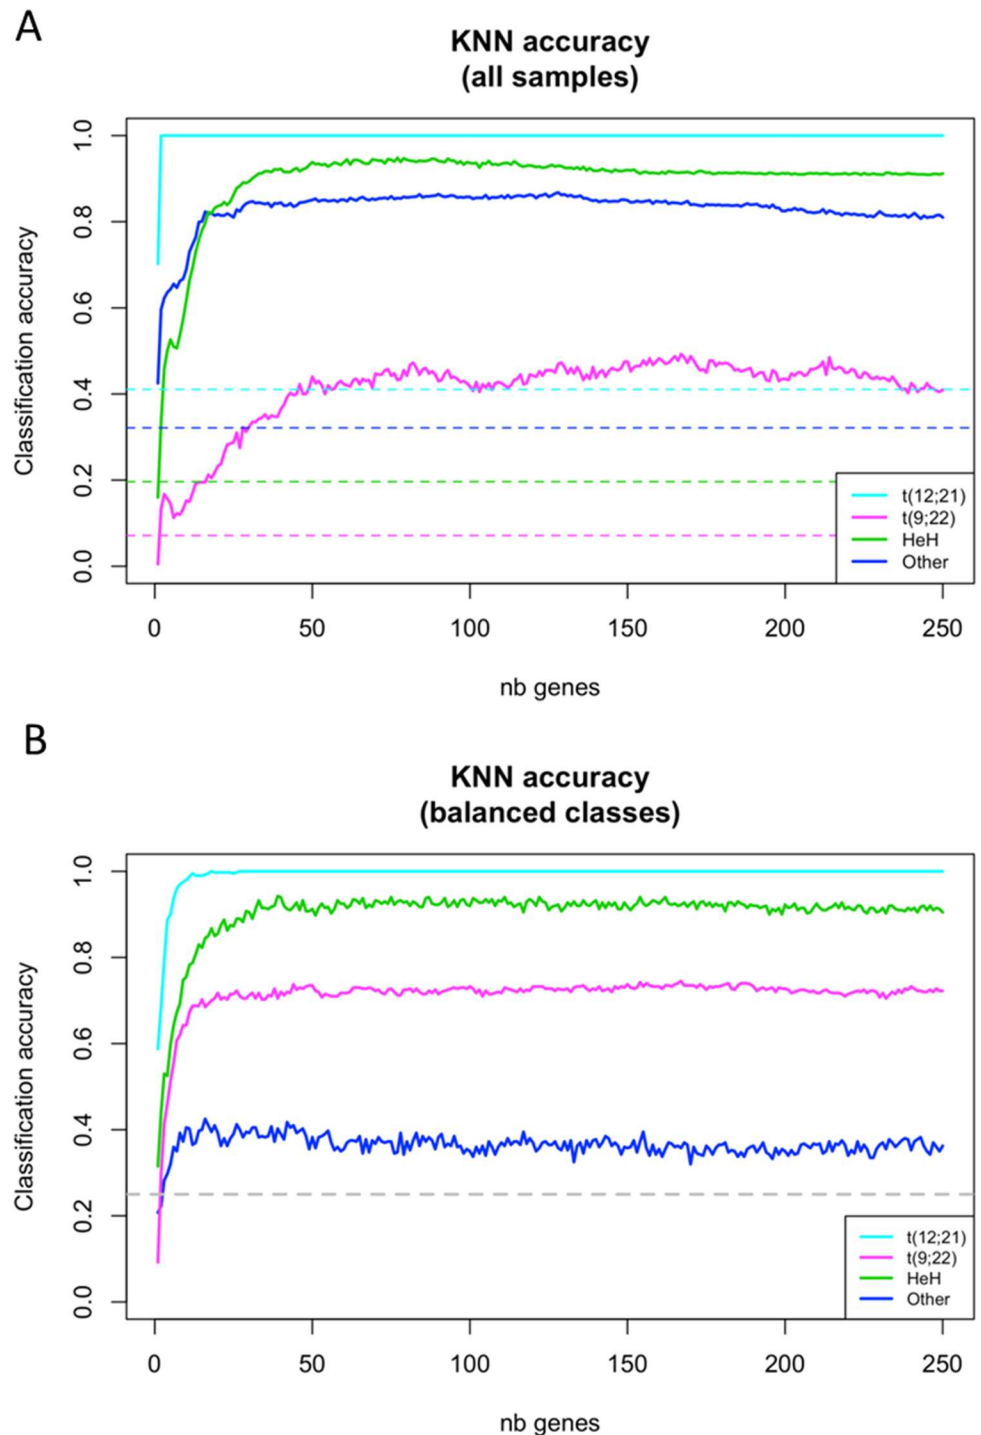 A
KNN accuracy
(all samples)
Classification accuracy
1.0
0.8
0.6
0.4
0.2
0.0
t(12;21)
t(9;22)
HeH
Other
0 50 100 150 200 250
nb genes
B
KNN accuracy
(balanced classes)
Classification accuracy
1.0
0.8
0.6
0.4
0.2
0.0
t(12;21)
t(9;22)
HeH
Other
0 50 100 150 200 250
nb genes